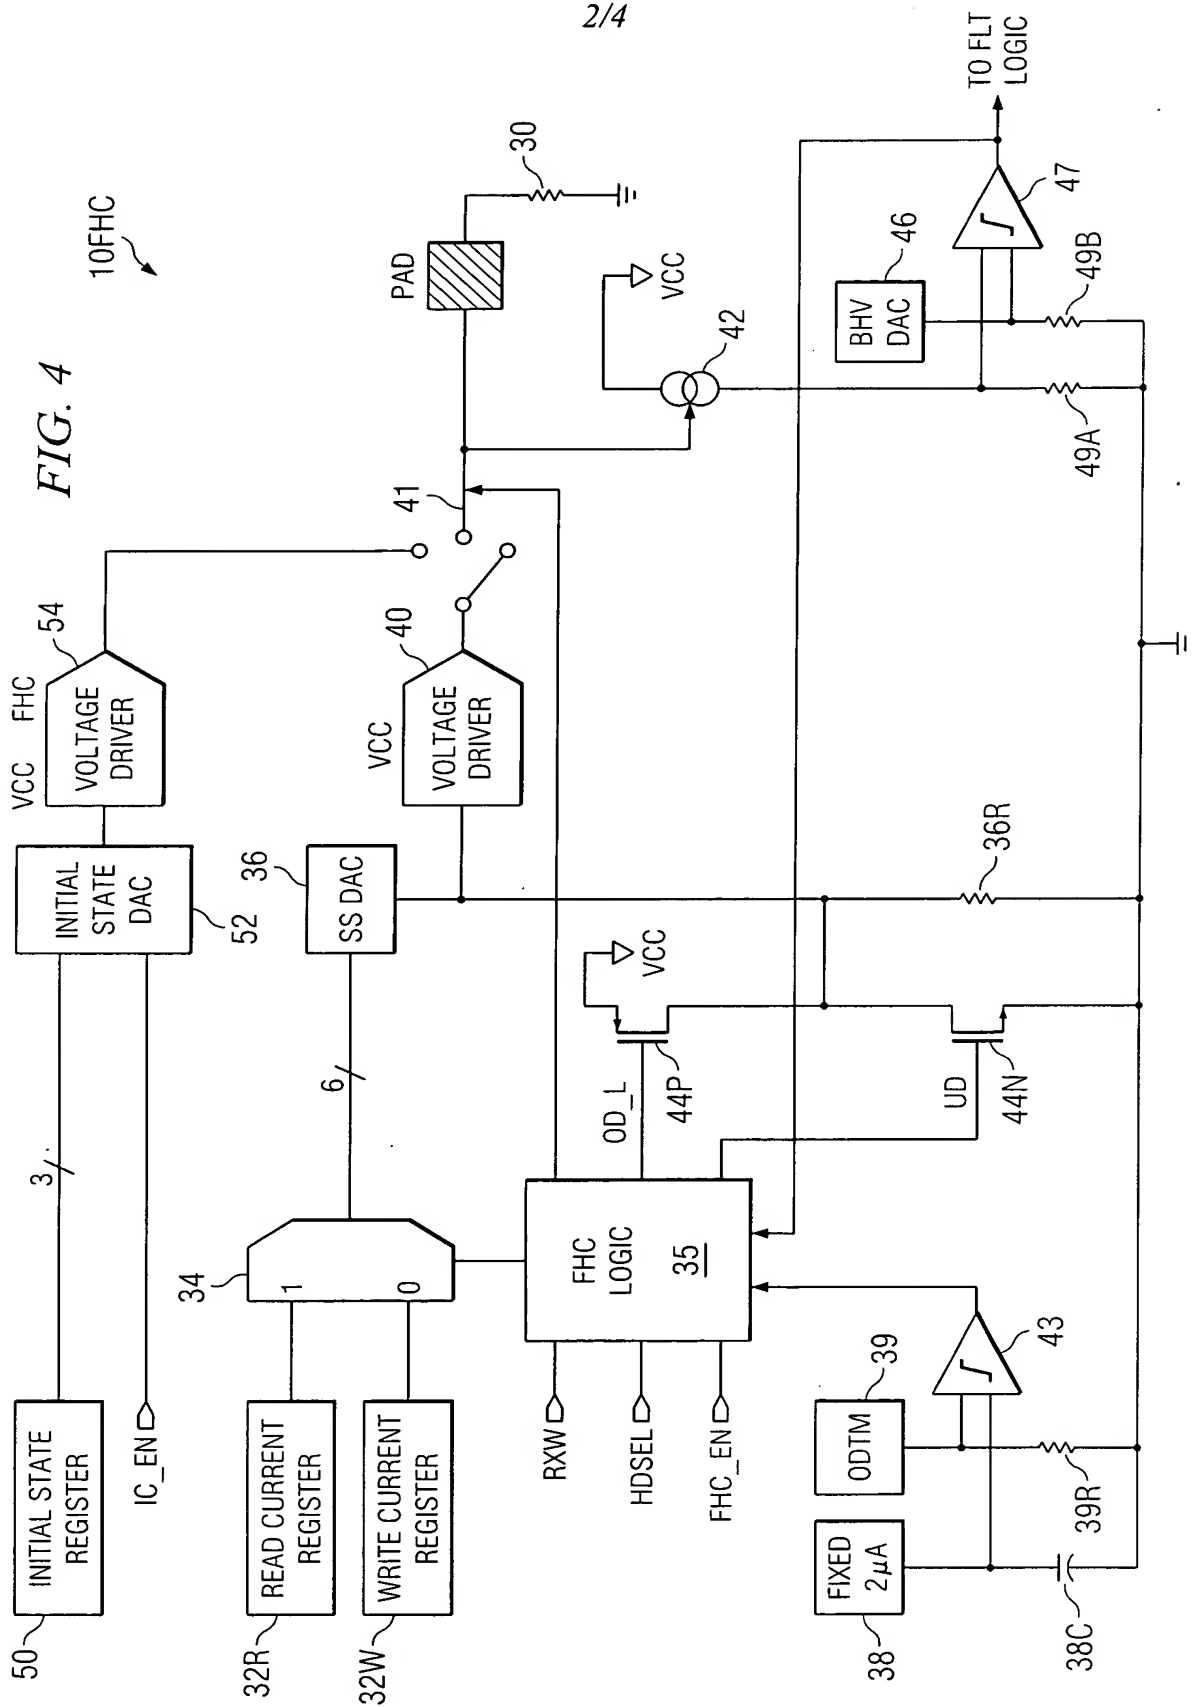 2/4
FIG. 4
10FHC
50
INITIAL STATE
REGISTER
3
IC_EN
INITIAL
STATE
DAC
52
VCC
FHC
VOLTAGE
DRIVER
54
32R
READ CURRENT
REGISTER
32W
WRITE CURRENT
REGISTER
34
1
0
6
SS DAC
36
VCC
VOLTAGE
DRIVER
40
41
PAD
30
RXW
HDSEL
FHC_EN
FHC
LOGIC
35
OD_L
44P
VCC
UD
44N
36R
VCC
42
38
FIXED
2µA
38C
ODTM
39
39R
43
BHV
DAC
46
49A
49B
47
TO FLT
LOGIC